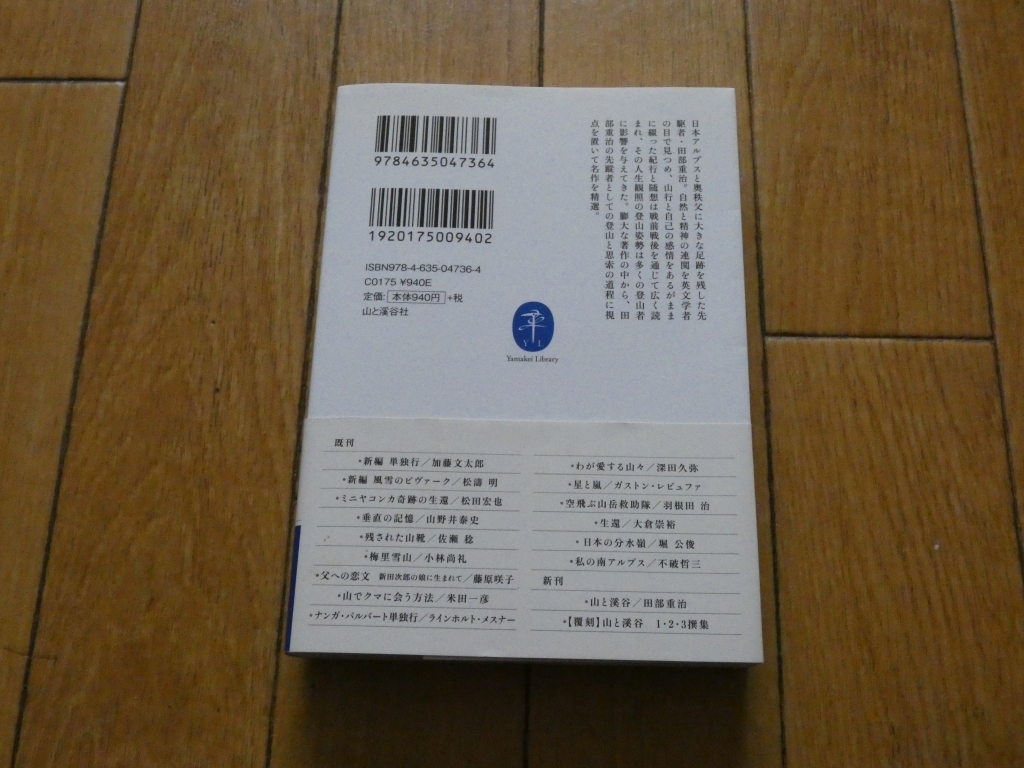 日本アルプスと奥秩父に大きな足跡を残した先
駆者・田部重治。自然と精神の連関を英文学者
の目で見つめ、山行と自己の感情をあるがまま
に綴った紀行と随想は戦前戦後を通じて広く読
まれ、その人生観照の登山姿勢は多くの登山者
に影響を与えてきた。膨大な著作の中から、田
部重治の先蹤者としての登山と思索の道程に視
点を置いて名作を精選。
9784635047364
1920175009402
ISBN978-4-635-04736-4
C0175 ¥940E
定価: 本体940円 +税
山と溪谷社
Y L
Yamakei Library
既刊
*新編 単独行／加藤文太郎
*新編 風雪のビヴァーク／松濤 明
*ミニヤコンカ奇跡の生還／松田宏也
*垂直の記憶／山野井泰史
*残された山靴／佐瀬 稔
*梅里雪山／小林尚礼
*父への恋文 新田次郎の娘に生まれて／藤原咲子
*山でクマに会う方法／米田一彦
*ナンガ・パルバート単独行／ラインホルト・メスナー
*わが愛する山々／深田久弥
*星と嵐／ガストン・レビュファ
*空飛ぶ山岳救助隊／羽根田 治
*生還／大倉崇裕
*日本の分水嶺／堀 公俊
*私の南アルプス／不破哲三
新刊
*山と溪谷／田部重治
*【覆刻】山と溪谷 1・2・3撰集